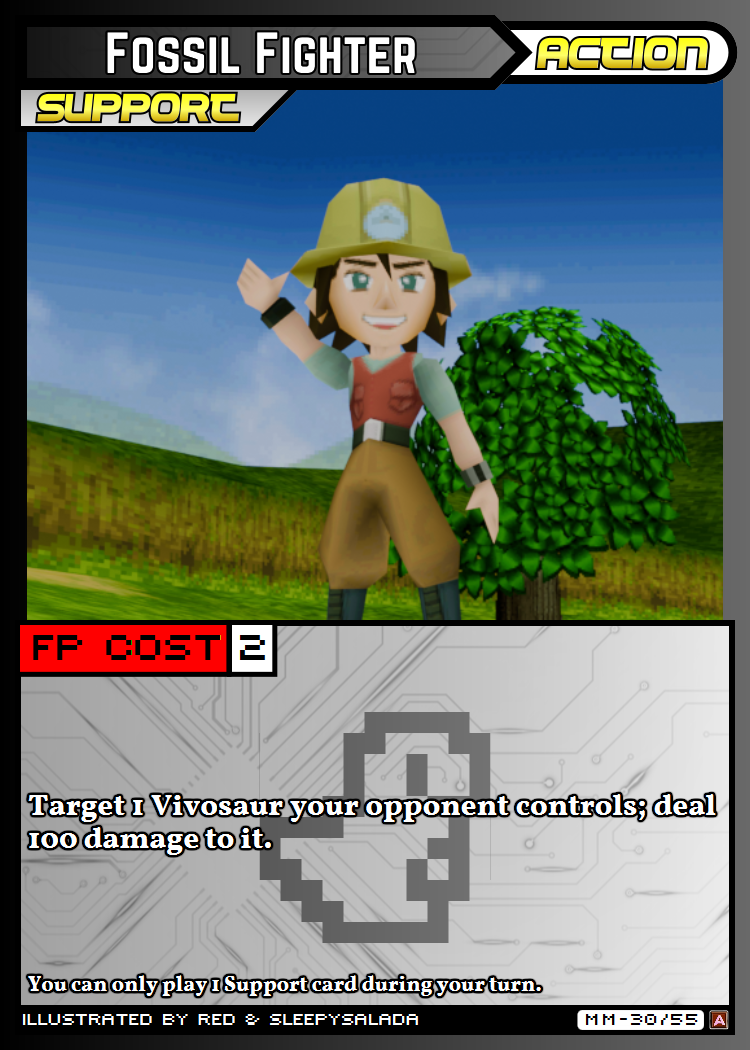 Fossil Fighter
ACTION
SUPPORT
FP COST 2
Target 1 Vivosaur your opponent controls; deal
100 damage to it.
You can only play 1 Support card during your turn.
ILLUSTRATED BY RED & SLEEPYSALADA
MM-30/55 A